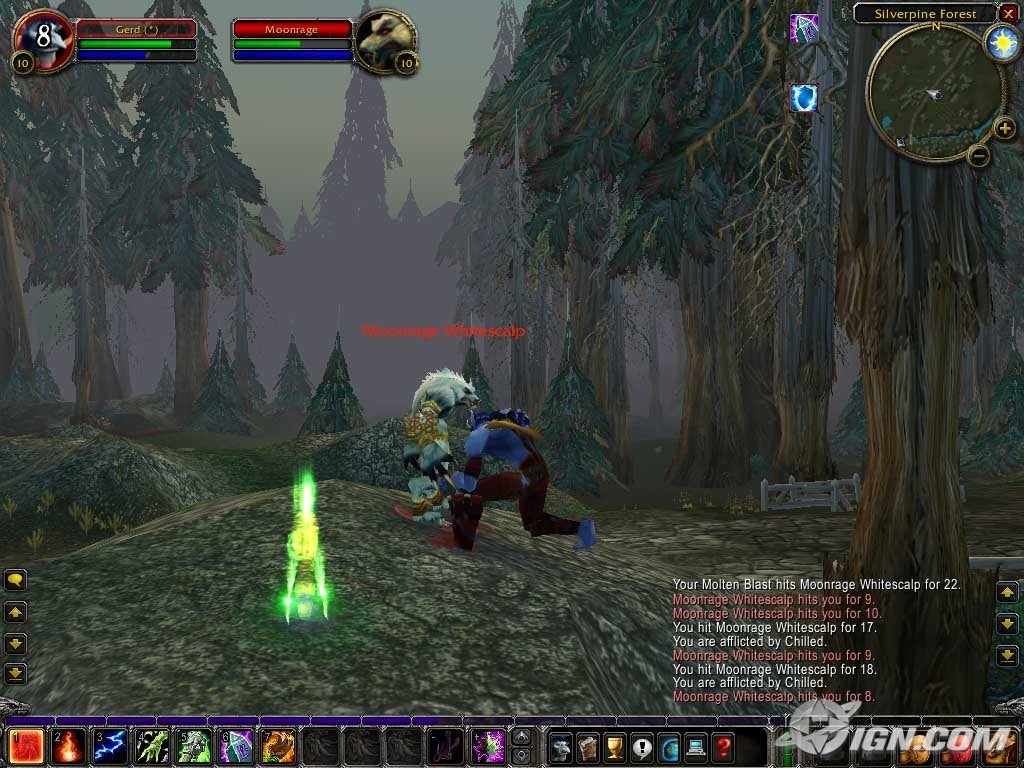 8
Gerd (*)
10
Moonrage
10
Silverpine Forest
N
Moonrage Whitescalp
Your Molten Blast hits Moonrage Whitescalp for 22.
Moonrage Whitescalp hits you for 9.
Moonrage Whitescalp hits you for 10.
You hit Moonrage Whitescalp for 17.
You are afflicted by Chilled.
Moonrage Whitescalp hits you for 9.
You hit Moonrage Whitescalp for 18.
You are afflicted by Chilled.
Moonrage Whitescalp hits you for 8.
1 2 3 4 5 6 7
IGN.COM